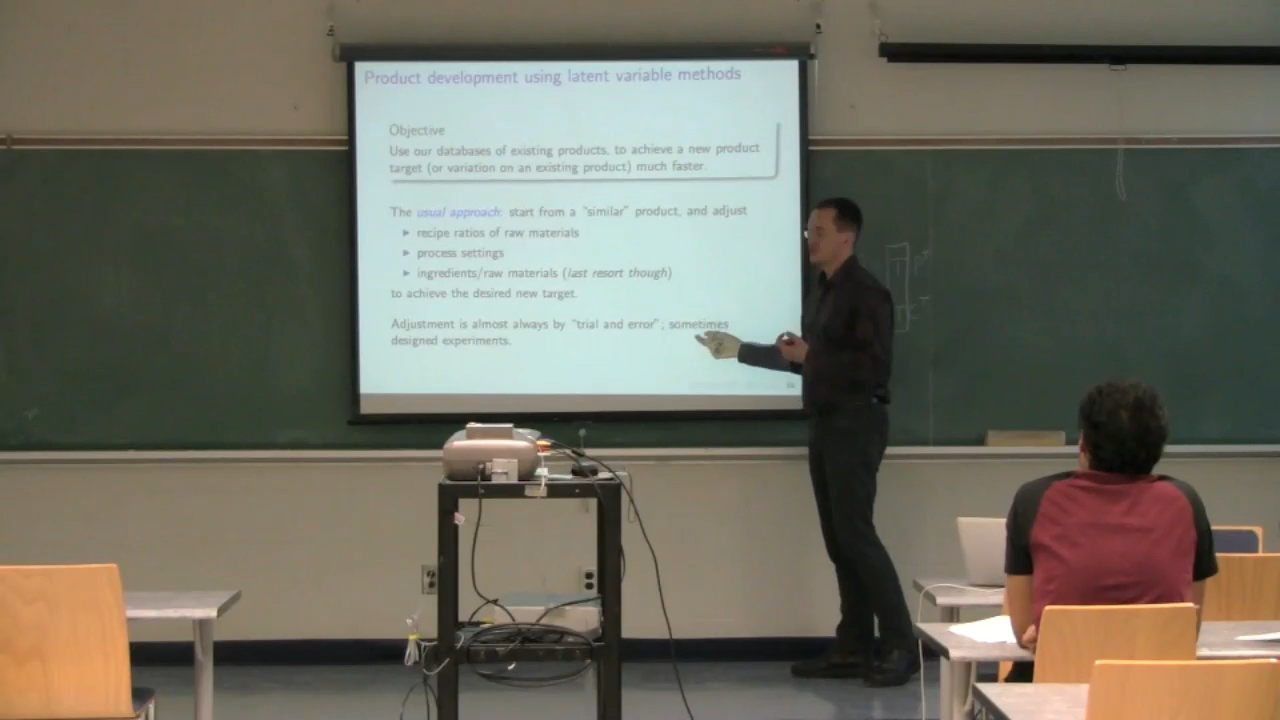 Product development using latent variable methods
Objective
Use our databases of existing products, to achieve a new product
target (or variation on an existing product) much faster.
The usual approach: start from a "similar" product, and adjust
▶ recipe ratios of raw materials
▶ process settings
▶ ingredients/raw materials (last resort though)
to achieve the desired new target.
Adjustment is almost always by "trial and error"; sometimes
designed experiments.